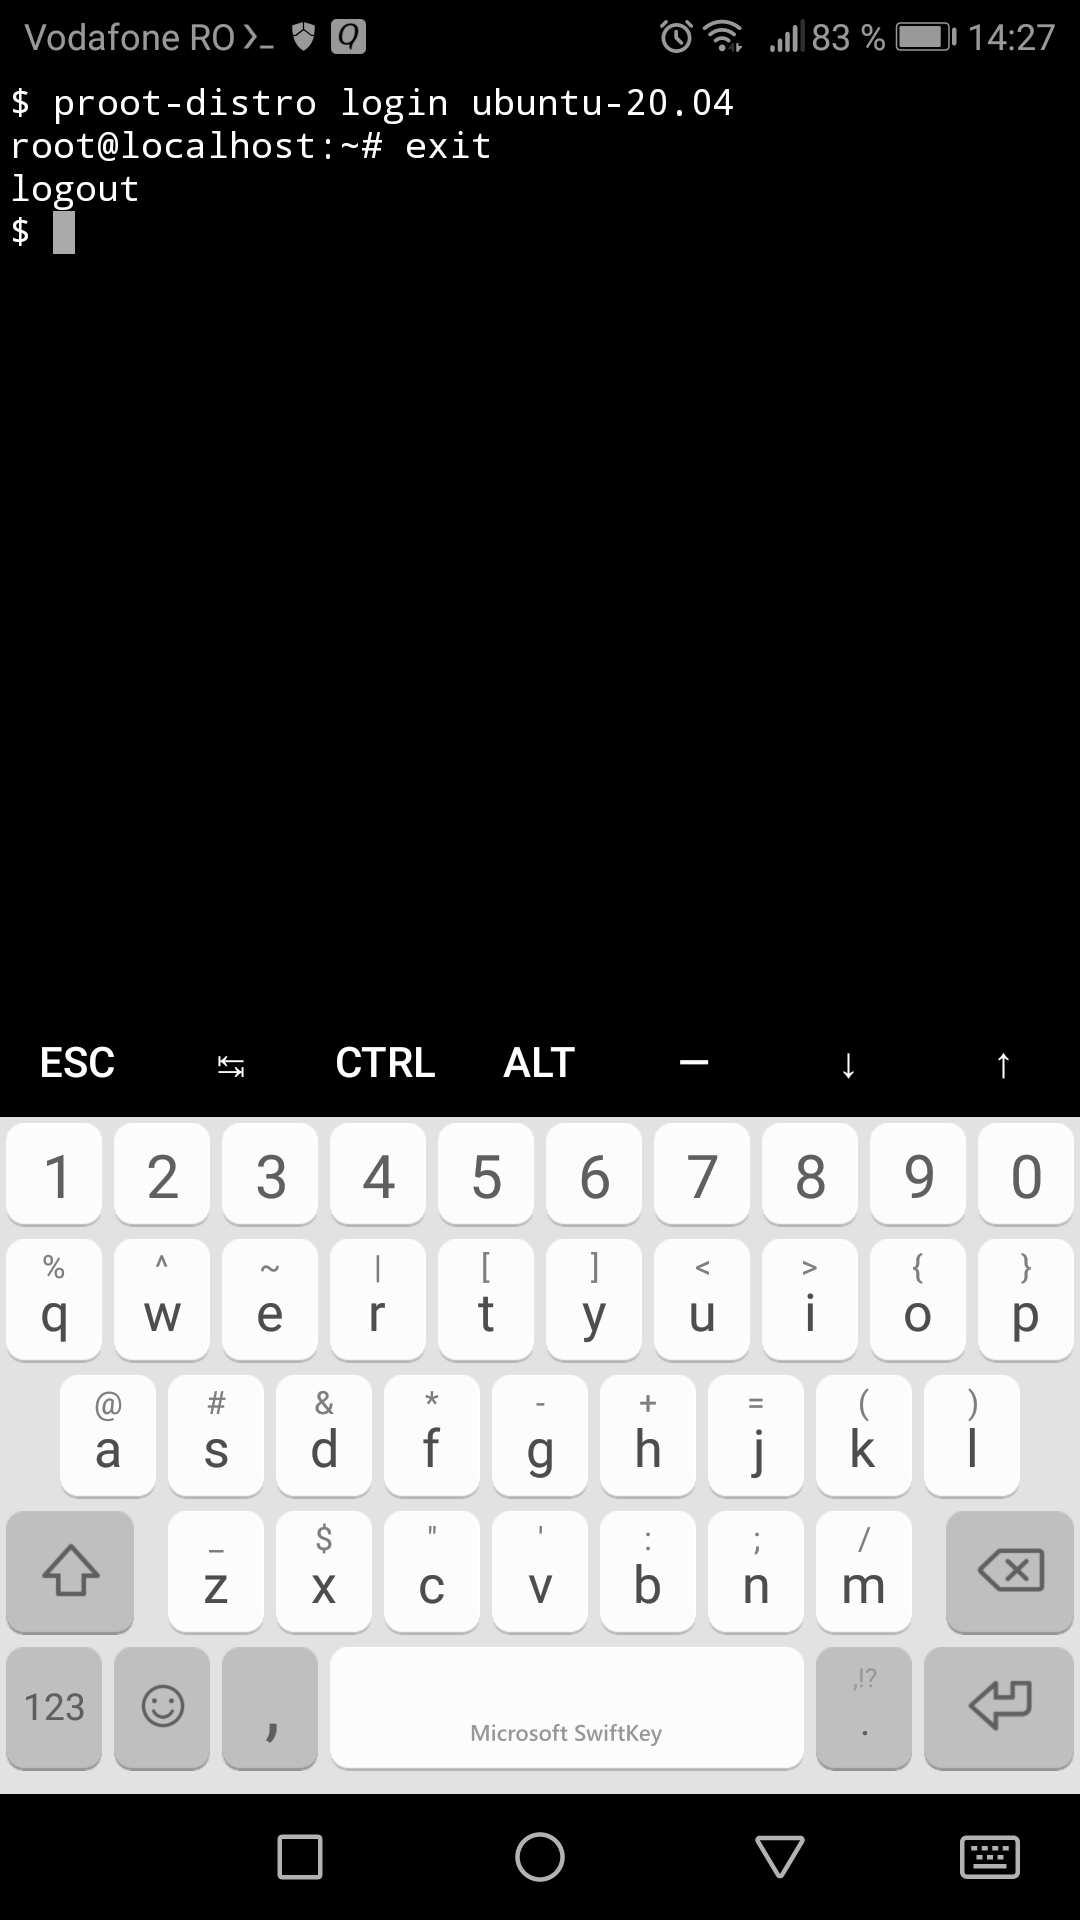 Vodafone RO >_ Q 83 % 14:27
$ proot-distro login ubuntu-20.04
root@localhost:~# exit
logout
$
ESC ↹ CTRL ALT — ↓ ↑
1 2 3 4 5 6 7 8 9 0
% ^ ~ | [ ] < > { }
q w e r t y u i o p
@ # & * - + = ( )
a s d f g h j k l
_ $ " ' : ; /
z x c v b n m
,!?
123 , Microsoft SwiftKey .